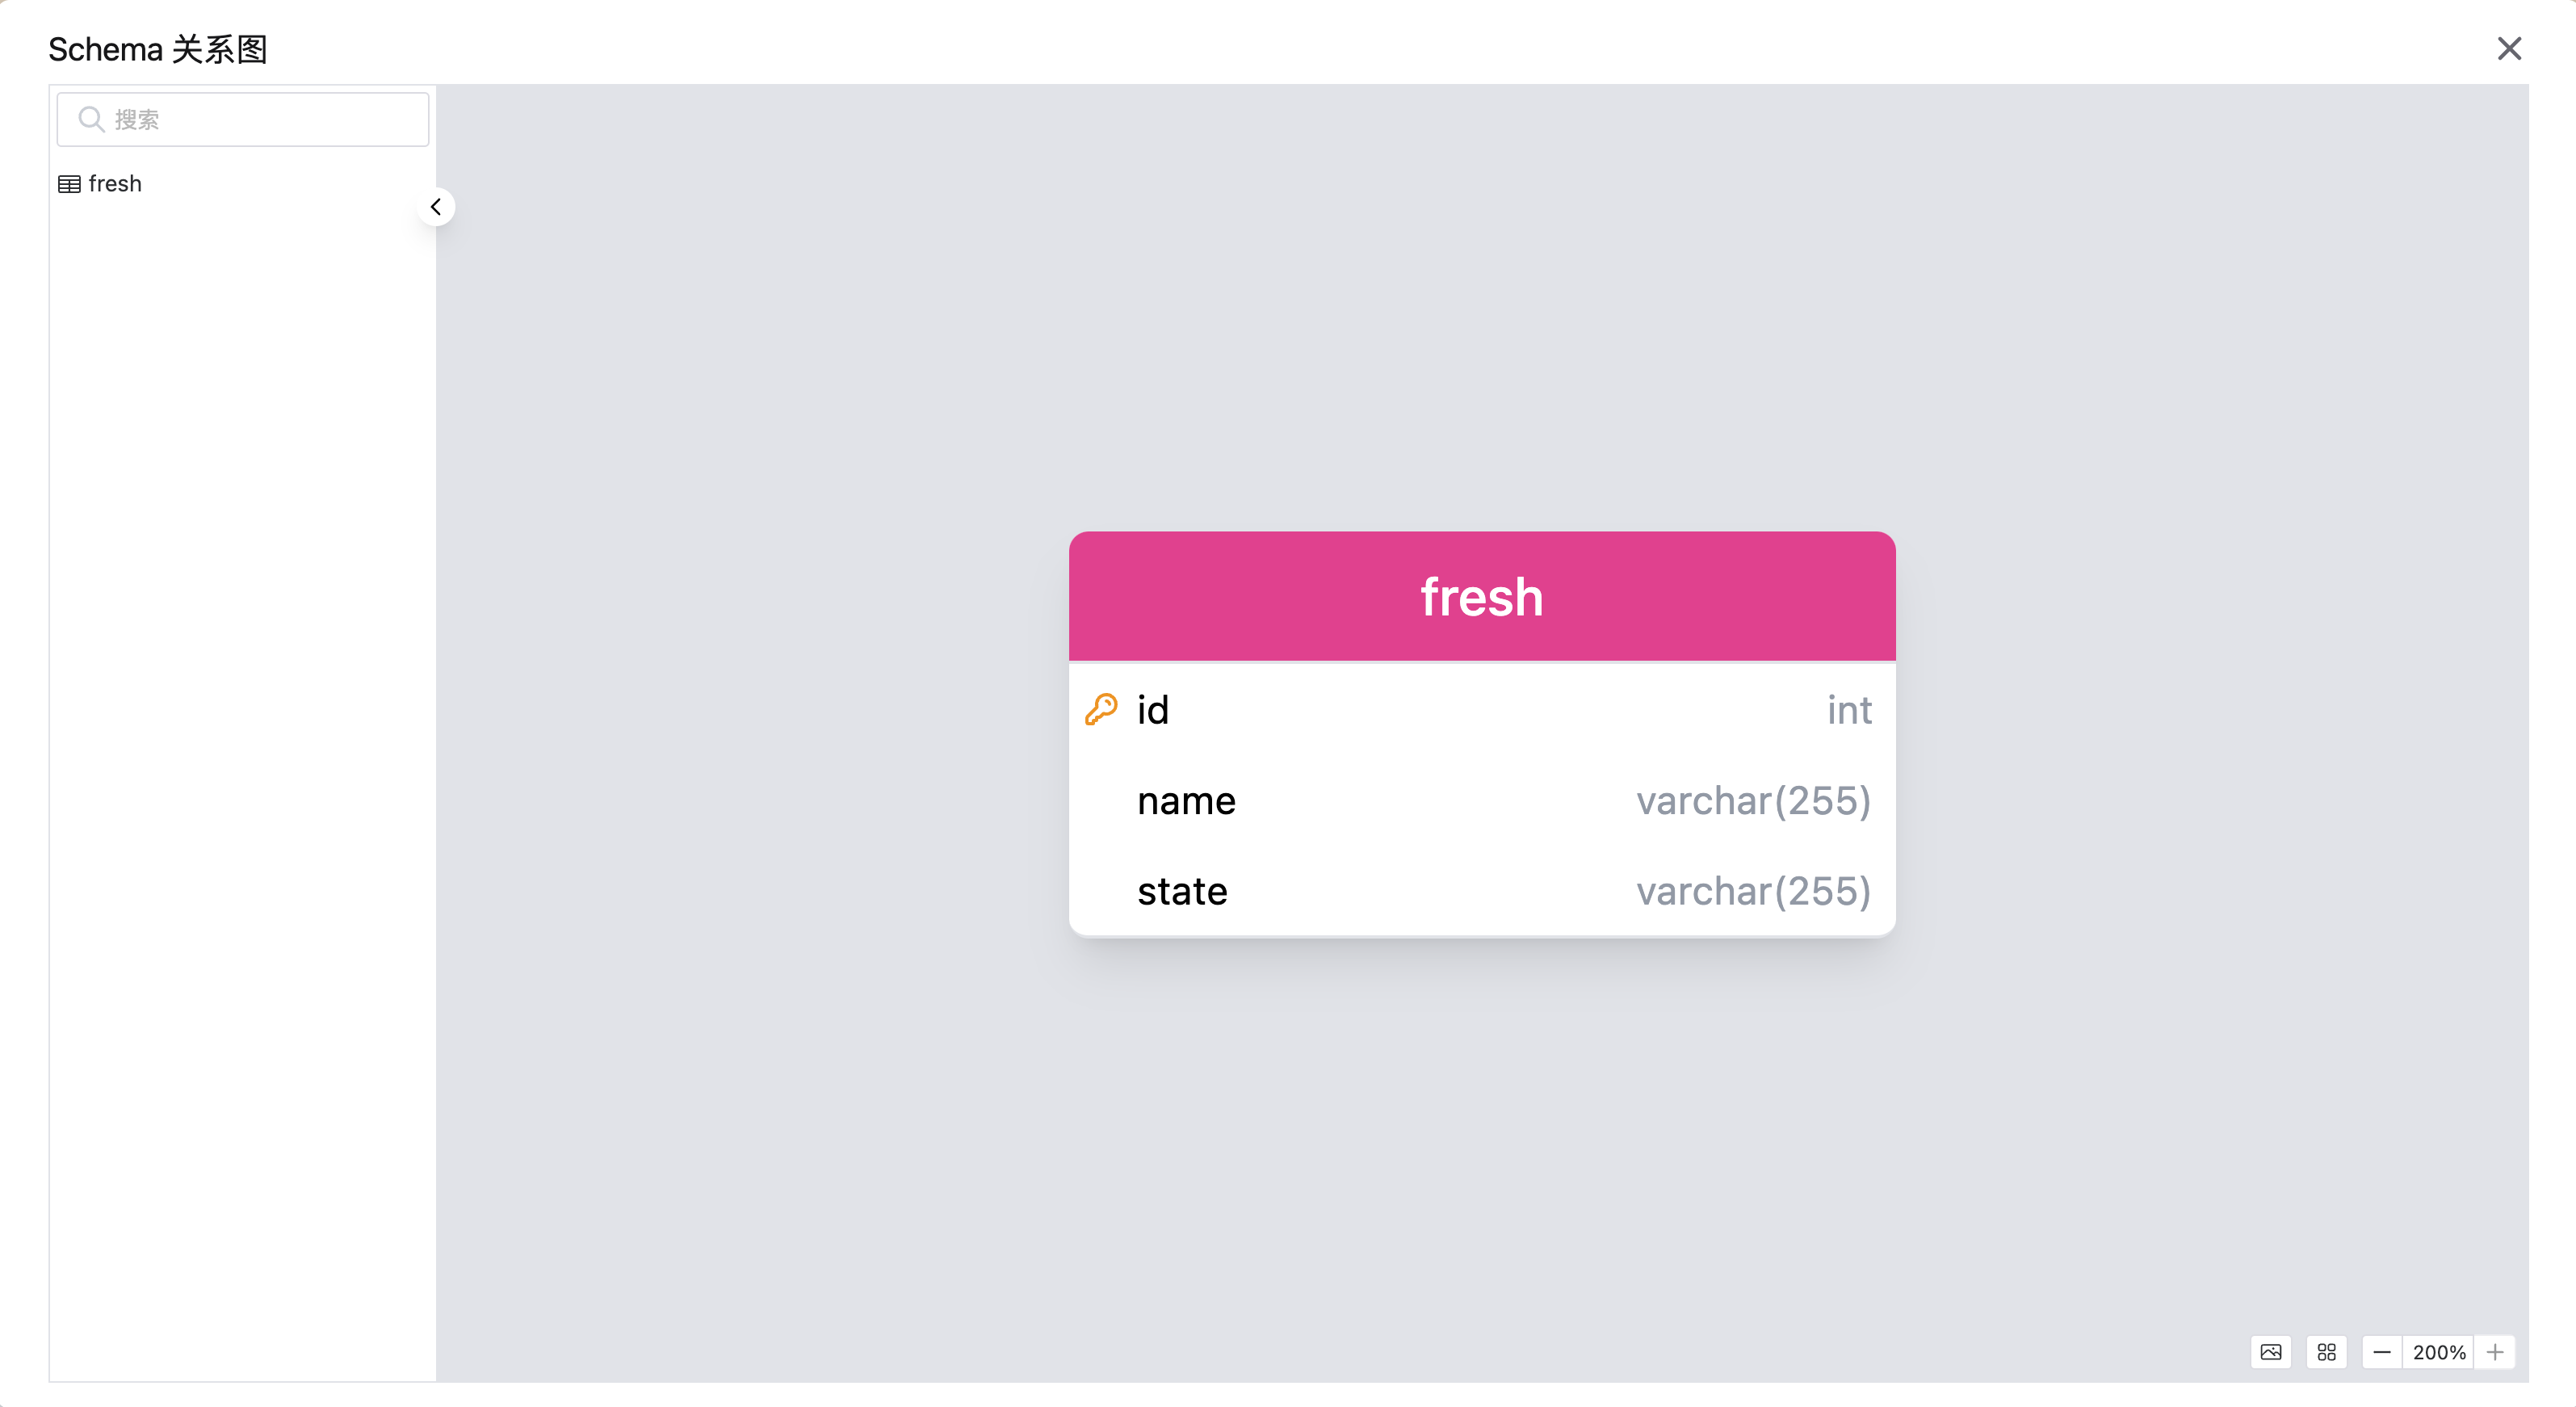 Schema 关系图
搜索
fresh
fresh
id int
name varchar(255)
state varchar(255)
200%